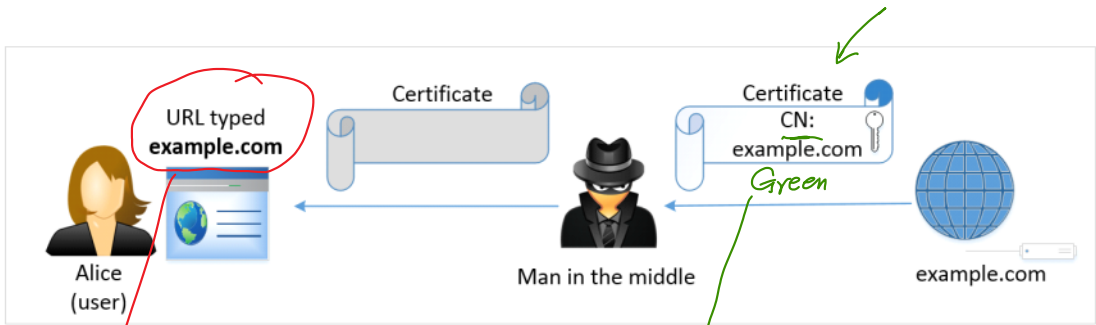 URL typed
example.com
Certificate
Certificate
CN:
example.com
Green
Alice
(user)
Man in the middle
example.com